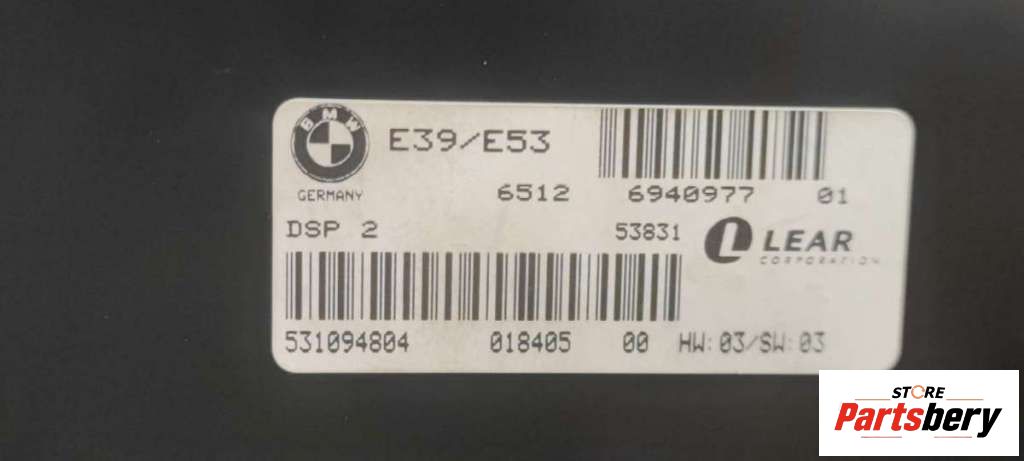 BMW
E39/E53
GERMANY
6512 6940977 01
DSP 2 53831
L LEAR
CORPORATION
531094804 018405 00 HW:03/SW:03
STORE
Partsbery